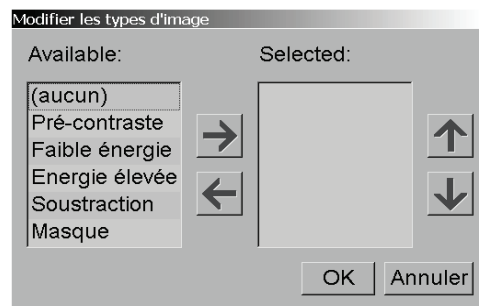 Modifier les types d'image
Available:
Selected:
(aucun)
Pré-contraste
Faible énergie
Energie élevée
Soustraction
Masque
OK
Annuler